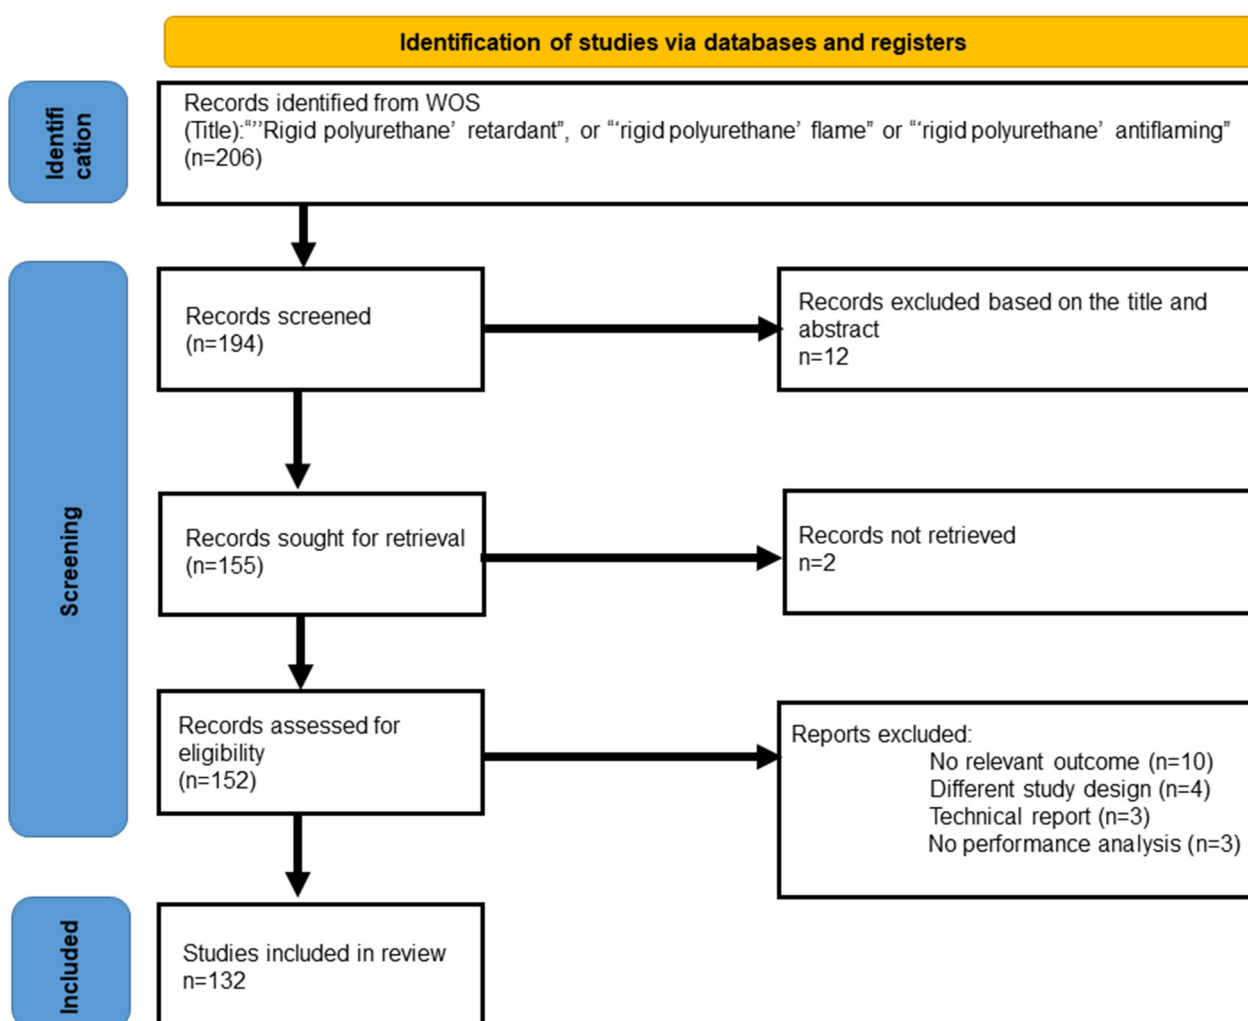 Identification of studies via databases and registers
Identifi
cation
Records identified from WOS
(Title):“’’Rigid polyurethane’ retardant”, or “‘rigid polyurethane’ flame” or “‘rigid polyurethane’ antiflaming”
(n=206)
Screening
Records screened
(n=194)
Records excluded based on the title and
abstract
n=12
Records sought for retrieval
(n=155)
Records not retrieved
n=2
Records assessed for
eligibility
(n=152)
Reports excluded:
No relevant outcome (n=10)
Different study design (n=4)
Technical report (n=3)
No performance analysis (n=3)
Included
Studies included in review
n=132